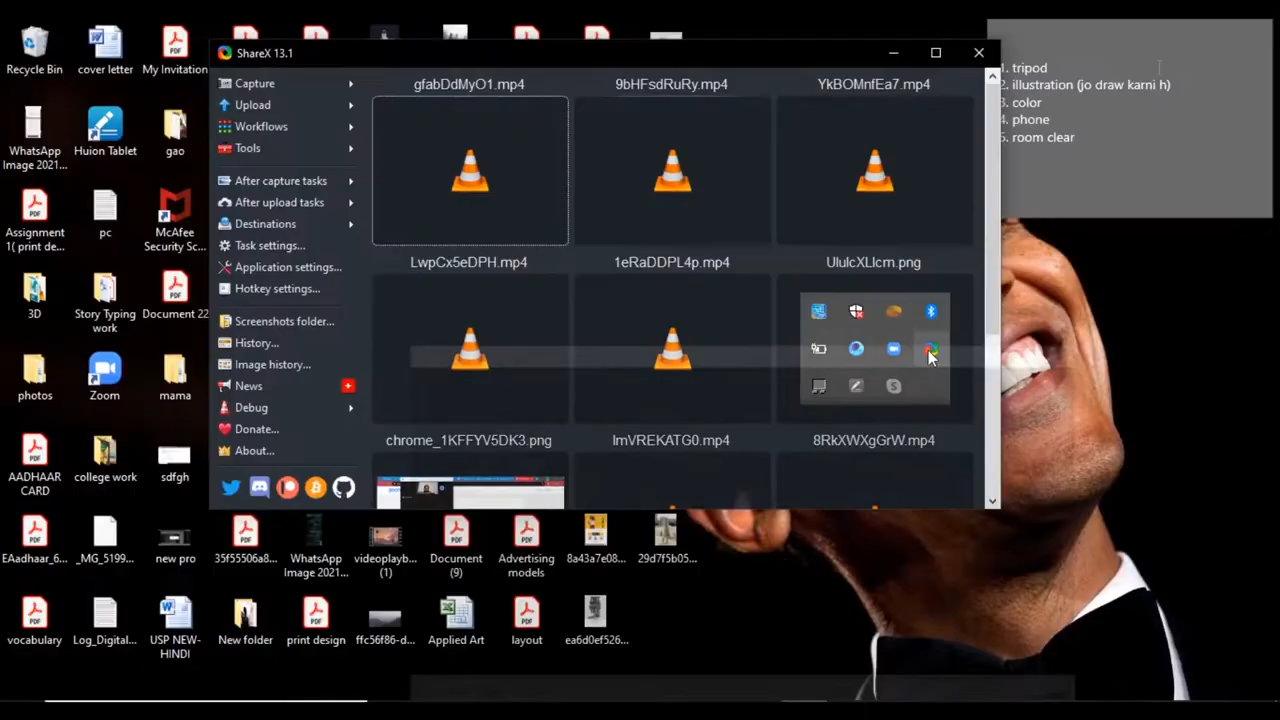 ShareX 13.1
Capture
Upload
Workflows
Tools
After capture tasks
After upload tasks
Destinations
Task settings...
Application settings...
Hotkey settings...
Screenshots folder...
History...
Image history...
News
Debug
Donate...
About...
gfabDdMyO1.mp4
9bHFsdRuRy.mp4
YkBOMnfEa7.mp4
LwpCx5eDPH.mp4
1eRaDDPL4p.mp4
UlulcXLlcm.png
chrome_1KFFYV5DK3.png
lmVREKATG0.mp4
8RkXWXgGrW.mp4
1. tripod
2. illustration (jo draw karni h)
3. color
4. phone
5. room clear
Recycle Bin
cover letter
My Invitation
WhatsApp
Image 2021...
Huion Tablet
gao
Assignment
1( print de...
pc
McAfee
Security Sc...
3D
Story Typing
work
Document 22
photos
Zoom
mama
AADHAAR
CARD
college work
sdfgh
EAadhaar_6...
_MG_5199...
new pro
35f55506a8...
WhatsApp
Image 2021...
videoplayb...
(1)
Document
(9)
Advertising
models
8a43a7e08...
29d7f5b05...
vocabulary
Log_Digital...
USP NEW-
HINDI
New folder
print design
ffc56f86-d...
Applied Art
layout
ea6d0ef526...